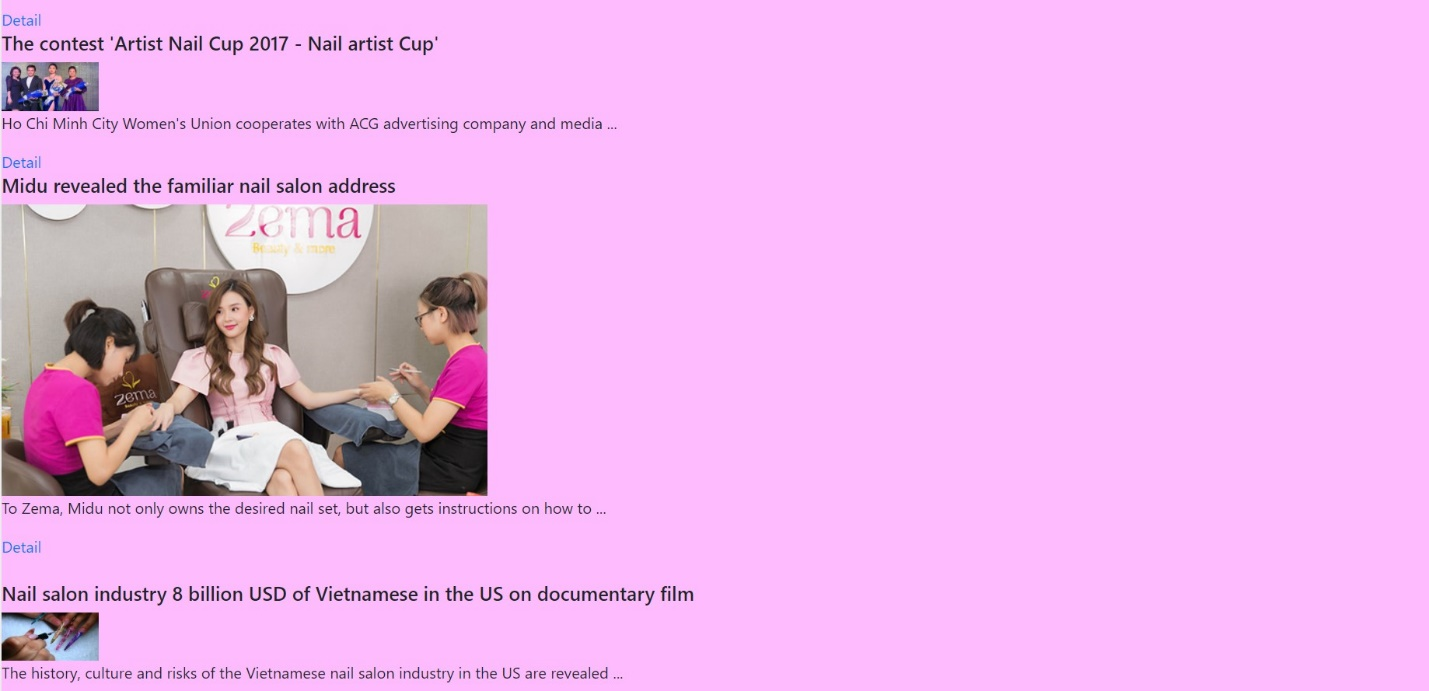 Detail
The contest 'Artist Nail Cup 2017 - Nail artist Cup'
Ho Chi Minh City Women's Union cooperates with ACG advertising company and media ...
Detail
Midu revealed the familiar nail salon address
Zema
Beauty & more
zema
To Zema, Midu not only owns the desired nail set, but also gets instructions on how to ...
Detail
Nail salon industry 8 billion USD of Vietnamese in the US on documentary film
The history, culture and risks of the Vietnamese nail salon industry in the US are revealed ...